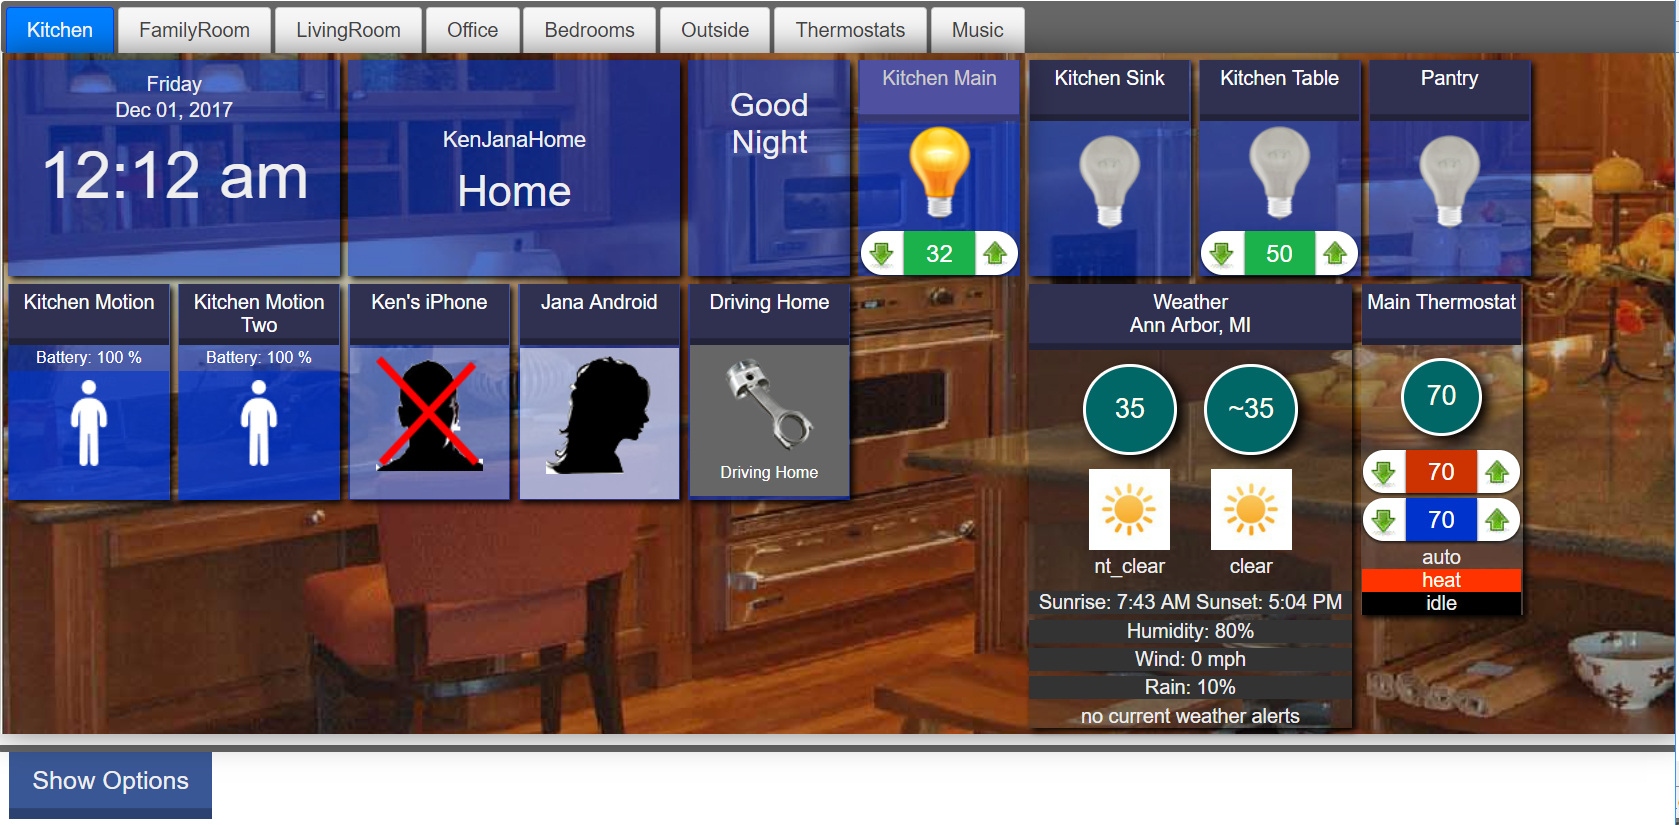 Kitchen
FamilyRoom
LivingRoom
Office
Bedrooms
Outside
Thermostats
Music
Friday
Dec 01, 2017
12:12 am
KenJanaHome
Home
Good
Night
Kitchen Main
32
Kitchen Sink
Kitchen Table
50
Pantry
Kitchen Motion
Battery: 100 %
Kitchen Motion
Two
Battery: 100 %
Ken's iPhone
Jana Android
Driving Home
Driving Home
Weather
Ann Arbor, MI
35
~35
nt_clear
clear
Sunrise: 7:43 AM Sunset: 5:04 PM
Humidity: 80%
Wind: 0 mph
Rain: 10%
no current weather alerts
Main Thermostat
70
70
70
auto
heat
idle
Show Options